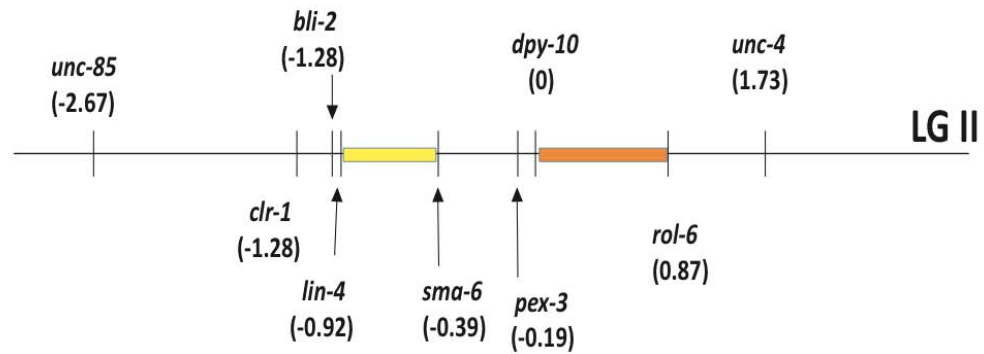 bli-2
(-1.28)
unc-85
(-2.67)
dpy-10
(0)
unc-4
(1.73)
LG II
clr-1
(-1.28)
lin-4
(-0.92)
sma-6
(-0.39)
pex-3
(-0.19)
rol-6
(0.87)